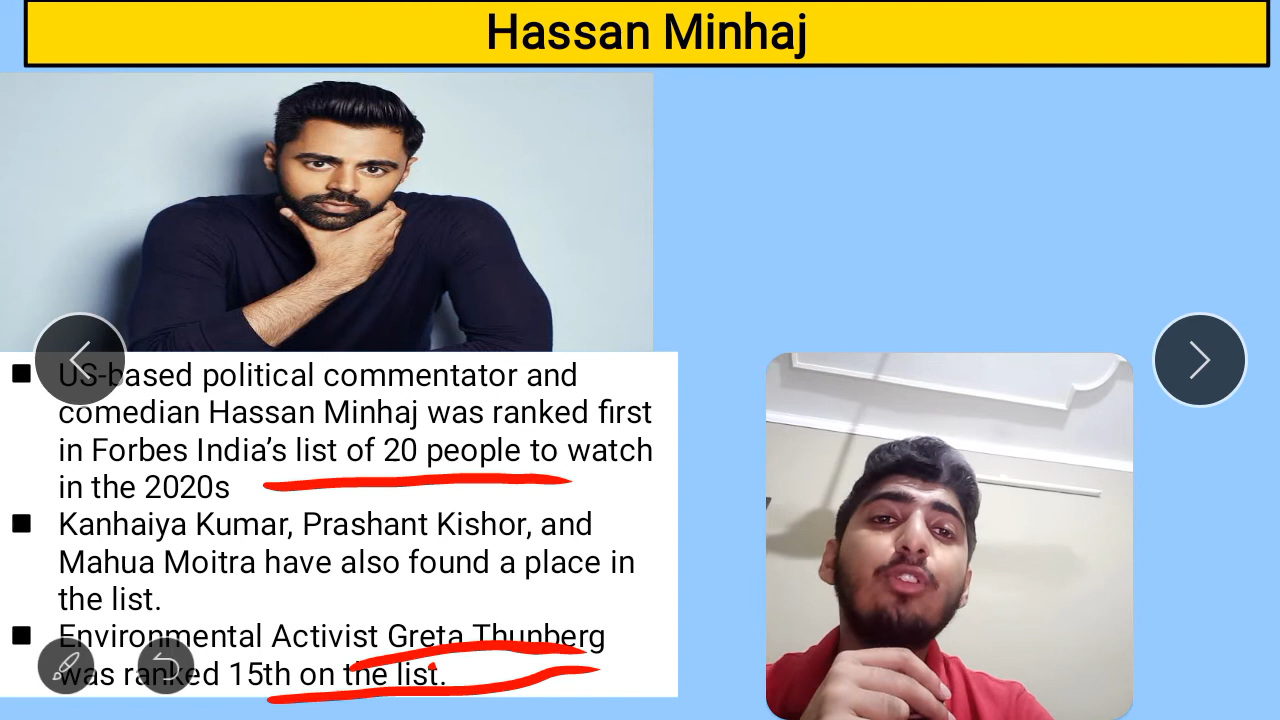 Hassan Minhaj
US-based political commentator and
comedian Hassan Minhaj was ranked first
in Forbes India’s list of 20 people to watch
in the 2020s
Kanhaiya Kumar, Prashant Kishor, and
Mahua Moitra have also found a place in
the list.
Environmental Activist Greta Thunberg
was ranked 15th on the list.